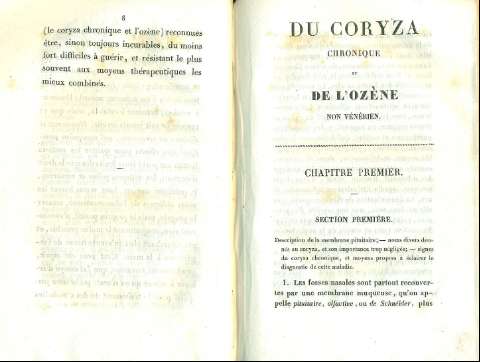 8
(le coryza chronique et l'ozène) reconnues
être, sinon toujours incurables, du moins
fort difficiles à guérir, et résistant le plus
souvent aux moyens thérapeutiques les
mieux combinés.
DU CORYZA
CHRONIQUE
ET
DE L'OZÈNE
NON VÉNÉRIEN.
CHAPITRE PREMIER.
SECTION PREMIÈRE.
Description de la membrane pituitaire; — noms divers don-
nés au coryza, et son importance trop négligée; — signes
du coryza chronique, et moyens propres à éclairer le
diagnostic de cette maladie.
1. Les fosses nasales sont partout recouver-
tes par une membrane muqueuse, qu'on ap-
pelle pituitaire, olfactive, ou de Schneider, plus